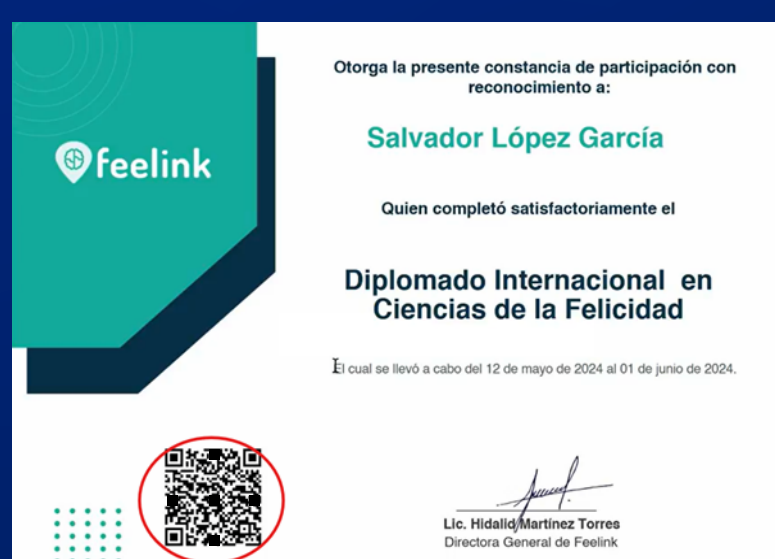 feelink
Otorga la presente constancia de participación con
reconocimiento a:
Salvador López García
Quien completó satisfactoriamente el
Diplomado Internacional en
Ciencias de la Felicidad
El cual se llevó a cabo del 12 de mayo de 2024 al 01 de junio de 2024.
Lic. Hidalid Martínez Torres
Directora General de Feelink